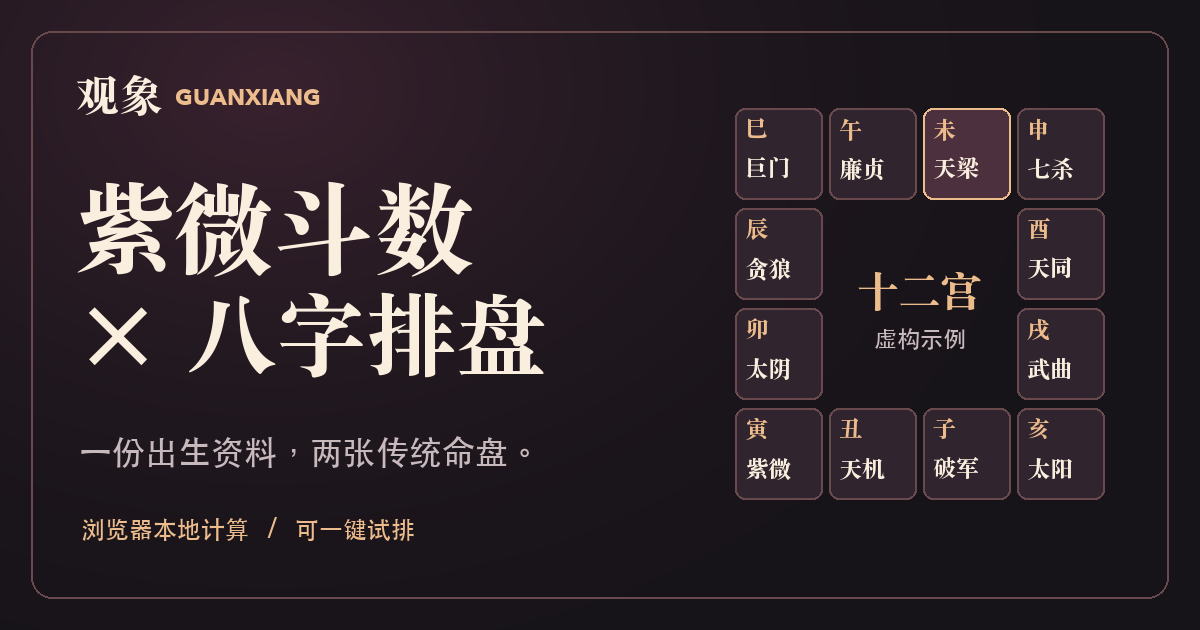 观象 GUANXIANG
紫微斗数
× 八字排盘
一份出生资料，两张传统命盘。
浏览器本地计算 / 可一键试排
巳
巨门
午
廉贞
未
天梁
申
七杀
辰
贪狼
酉
天同
十二宫
虚构示例
卯
太阴
戌
武曲
寅
紫微
丑
天机
子
破军
亥
太阳